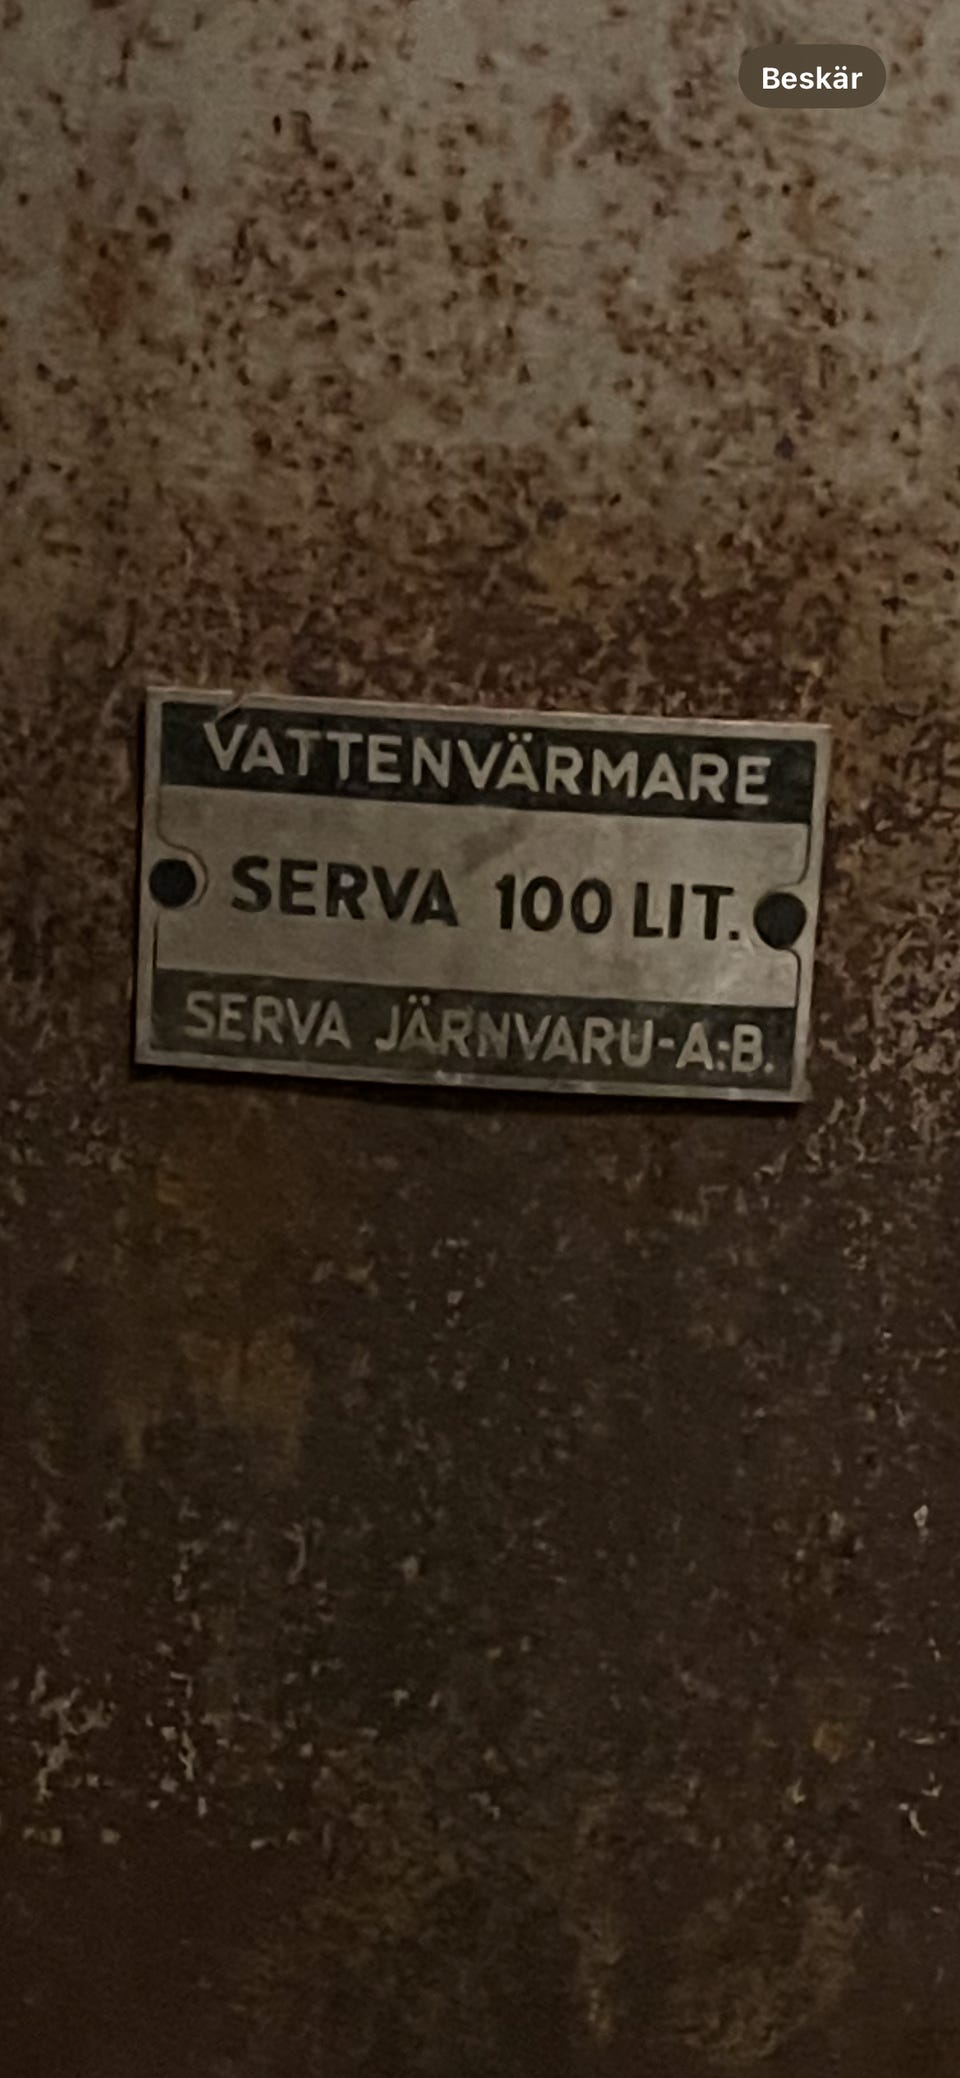 Beskär
VATTENVÄRMARE
SERVA 100 LIT.
SERVA JÄRNVARU-A.-B.